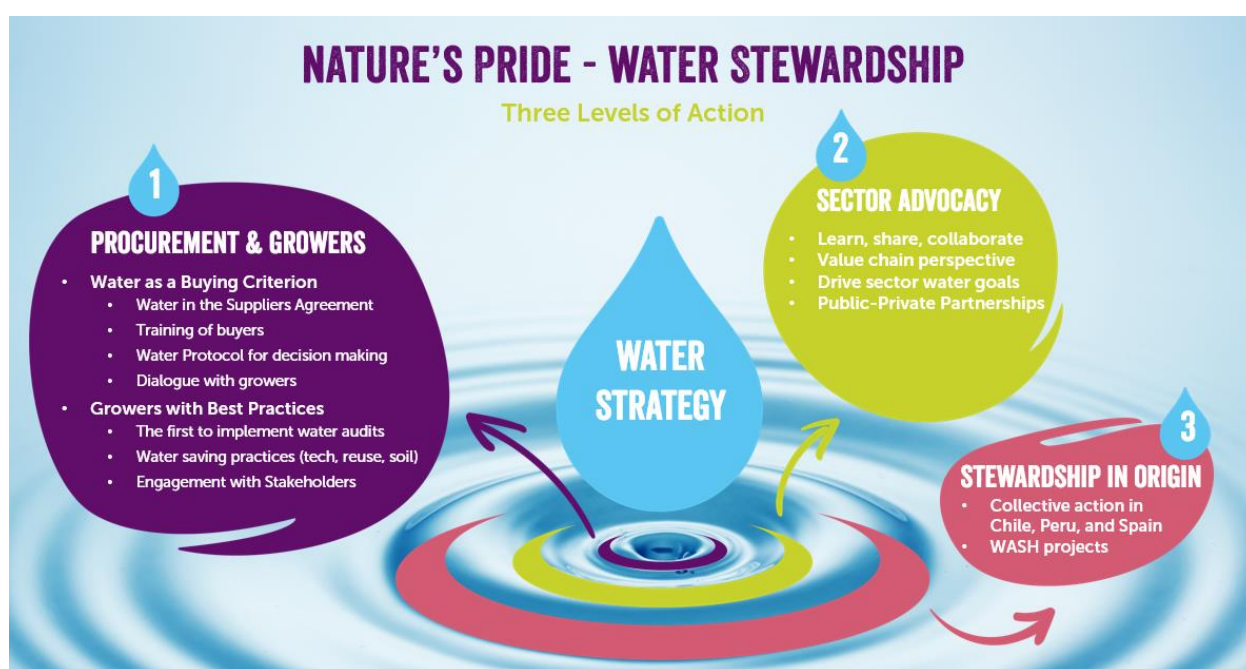 NATURE'S PRIDE - WATER STEWARDSHIP
Three Levels of Action
1
PROCUREMENT & GROWERS
• Water as a Buying Criterion
• Water in the Suppliers Agreement
• Training of buyers
• Water Protocol for decision making
• Dialogue with growers
• Growers with Best Practices
• The first to implement water audits
• Water saving practices (tech, reuse, soil)
• Engagement with Stakeholders
WATER
STRATEGY
2
SECTOR ADVOCACY
• Learn, share, collaborate
• Value chain perspective
• Drive sector water goals
• Public-Private Partnerships
3
STEWARDSHIP IN ORIGIN
• Collective action in
Chile, Peru, and Spain
• WASH projects